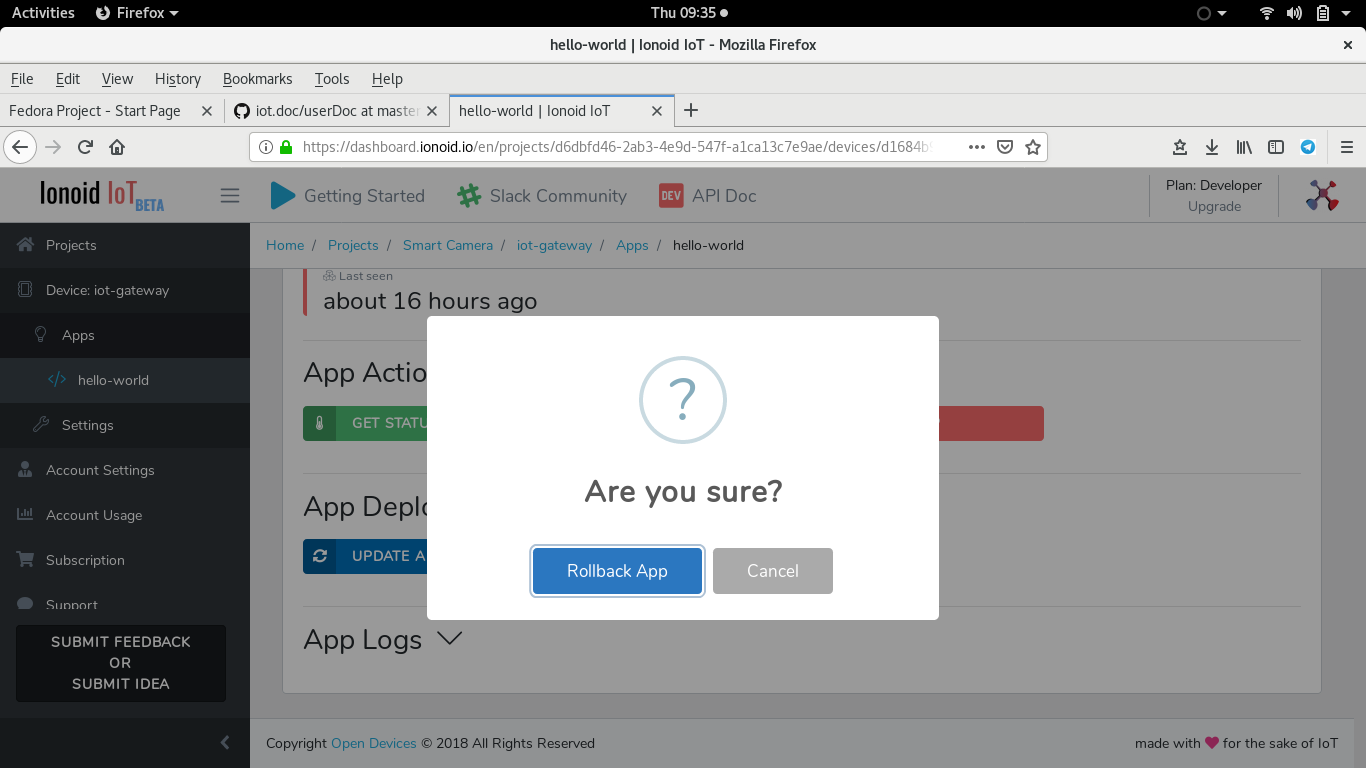 Activities Firefox Thu 09:35
hello-world | Ionoid IoT - Mozilla Firefox
File Edit View History Bookmarks Tools Help
Fedora Project - Start Page iot.doc/userDoc at master hello-world | Ionoid IoT
https://dashboard.ionoid.io/en/projects/d6dbfd46-2ab3-4e9d-547f-a1ca13c7e9ae/devices/d1684b
Ionoid IoT BETA Getting Started Slack Community DEV API Doc
Plan: Developer
Upgrade
Projects
Device: iot-gateway
Apps
hello-world
Settings
Account Settings
Account Usage
Subscription
Support
SUBMIT FEEDBACK
OR
SUBMIT IDEA
Home / Projects / Smart Camera / iot-gateway / Apps / hello-world
Last seen
about 16 hours ago
App Actio
GET STATU
App Deplo
UPDATE A
App Logs
?
Are you sure?
Rollback App Cancel
Copyright Open Devices © 2018 All Rights Reserved
made with ♥ for the sake of IoT